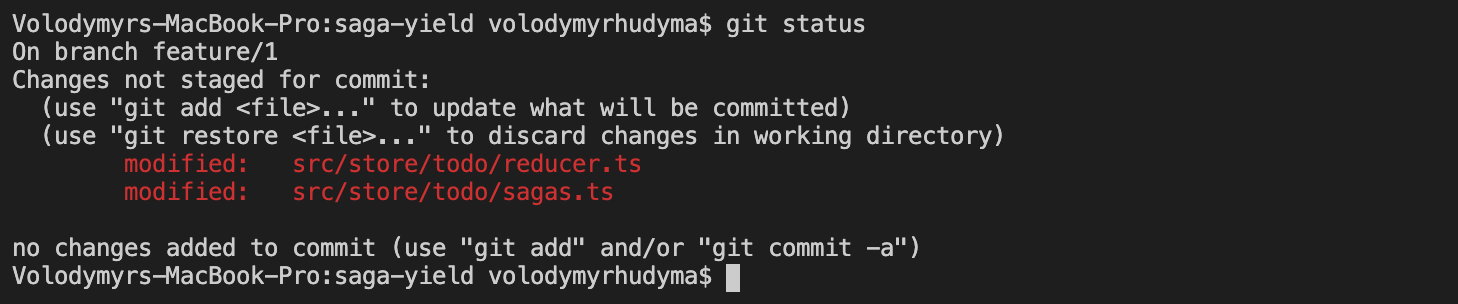 Volodymyrs-MacBook-Pro:saga-yield volodymyrhudyma$ git status
On branch feature/1
Changes not staged for commit:
  (use "git add <file>..." to update what will be committed)
  (use "git restore <file>..." to discard changes in working directory)
        modified:   src/store/todo/reducer.ts
        modified:   src/store/todo/sagas.ts

no changes added to commit (use "git add" and/or "git commit -a")
Volodymyrs-MacBook-Pro:saga-yield volodymyrhudyma$